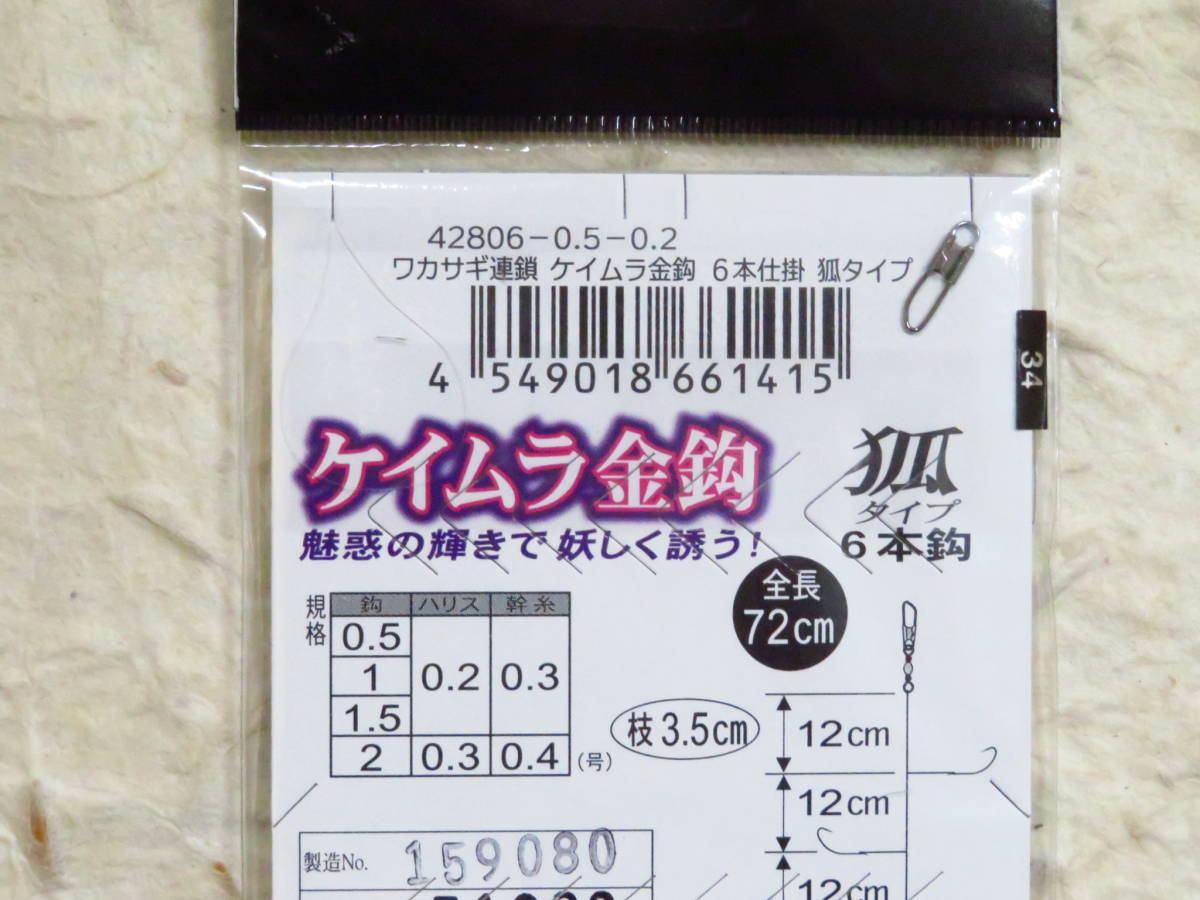 42806-0.5-0.2
ワカサギ連鎖 ケイムラ金鈎 6本仕掛 狐タイプ
4 549018 661415
34
ケイムラ金鈎
狐
タイプ
魅惑の輝きで 妖しく誘う!
6本鈎
全長
72cm
規格
鈎 ハリス 幹糸
0.5
1 0.2 0.3
1.5
2 0.3 0.4 (号)
枝3.5cm
12cm
12cm
12cm
製造No. 159080